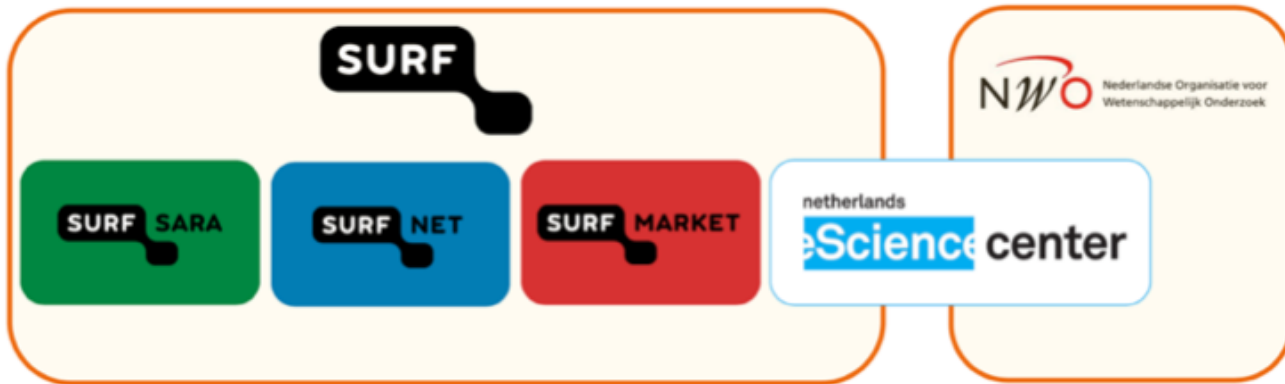 SURF
NWO
Nederlandse Organisatie voor
Wetenschappelijk Onderzoek
SURF SARA
SURF NET
SURF MARKET
netherlands
eScience center